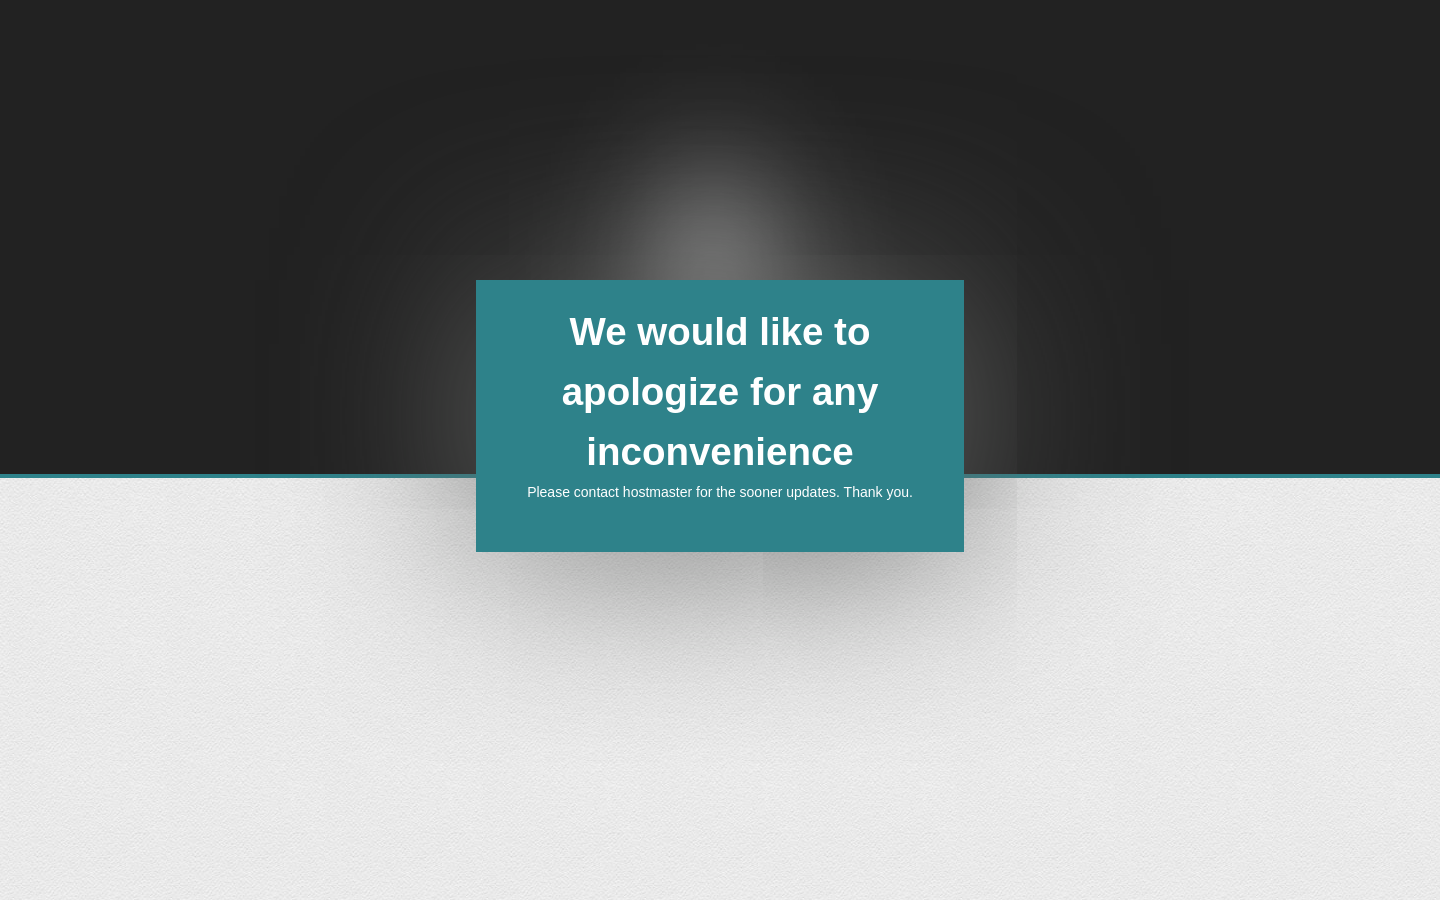 We would like to
apologize for any
inconvenience
Please contact hostmaster for the sooner updates. Thank you.